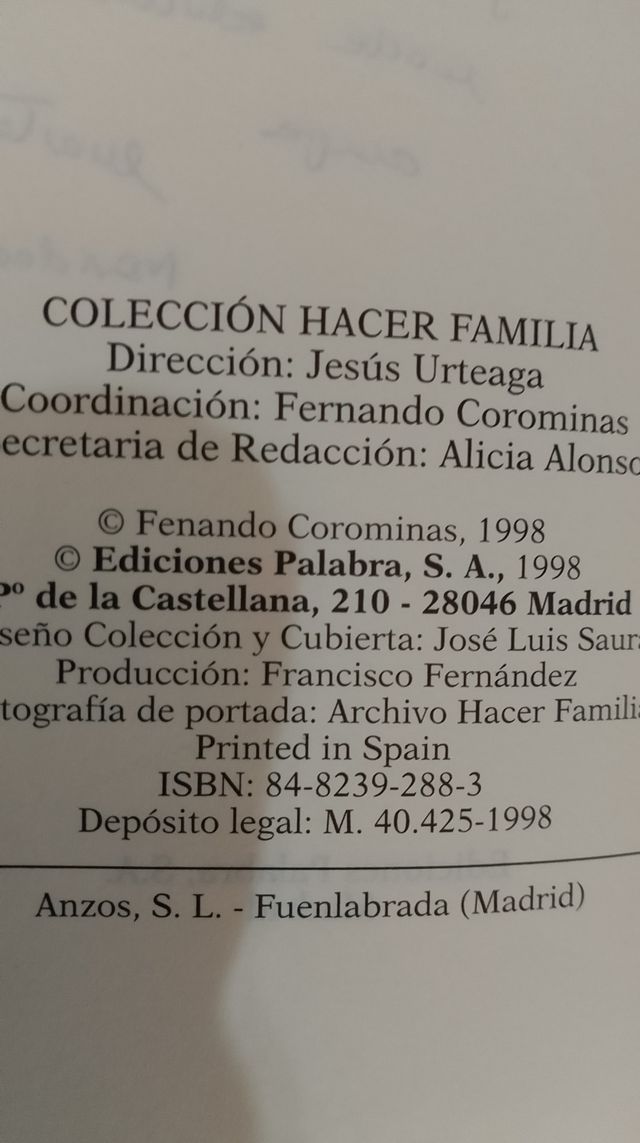 COLECCIÓN HACER FAMILIA
Dirección: Jesús Urteaga
Coordinación: Fernando Corominas
ecretaria de Redacción: Alicia Alonso
© Fenando Corominas, 1998
© Ediciones Palabra, S. A., 1998
Pº de la Castellana, 210 - 28046 Madrid
seño Colección y Cubierta: José Luis Saura
Producción: Francisco Fernández
tografía de portada: Archivo Hacer Familia
Printed in Spain
ISBN: 84-8239-288-3
Depósito legal: M. 40.425-1998
Anzos, S. L. - Fuenlabrada (Madrid)